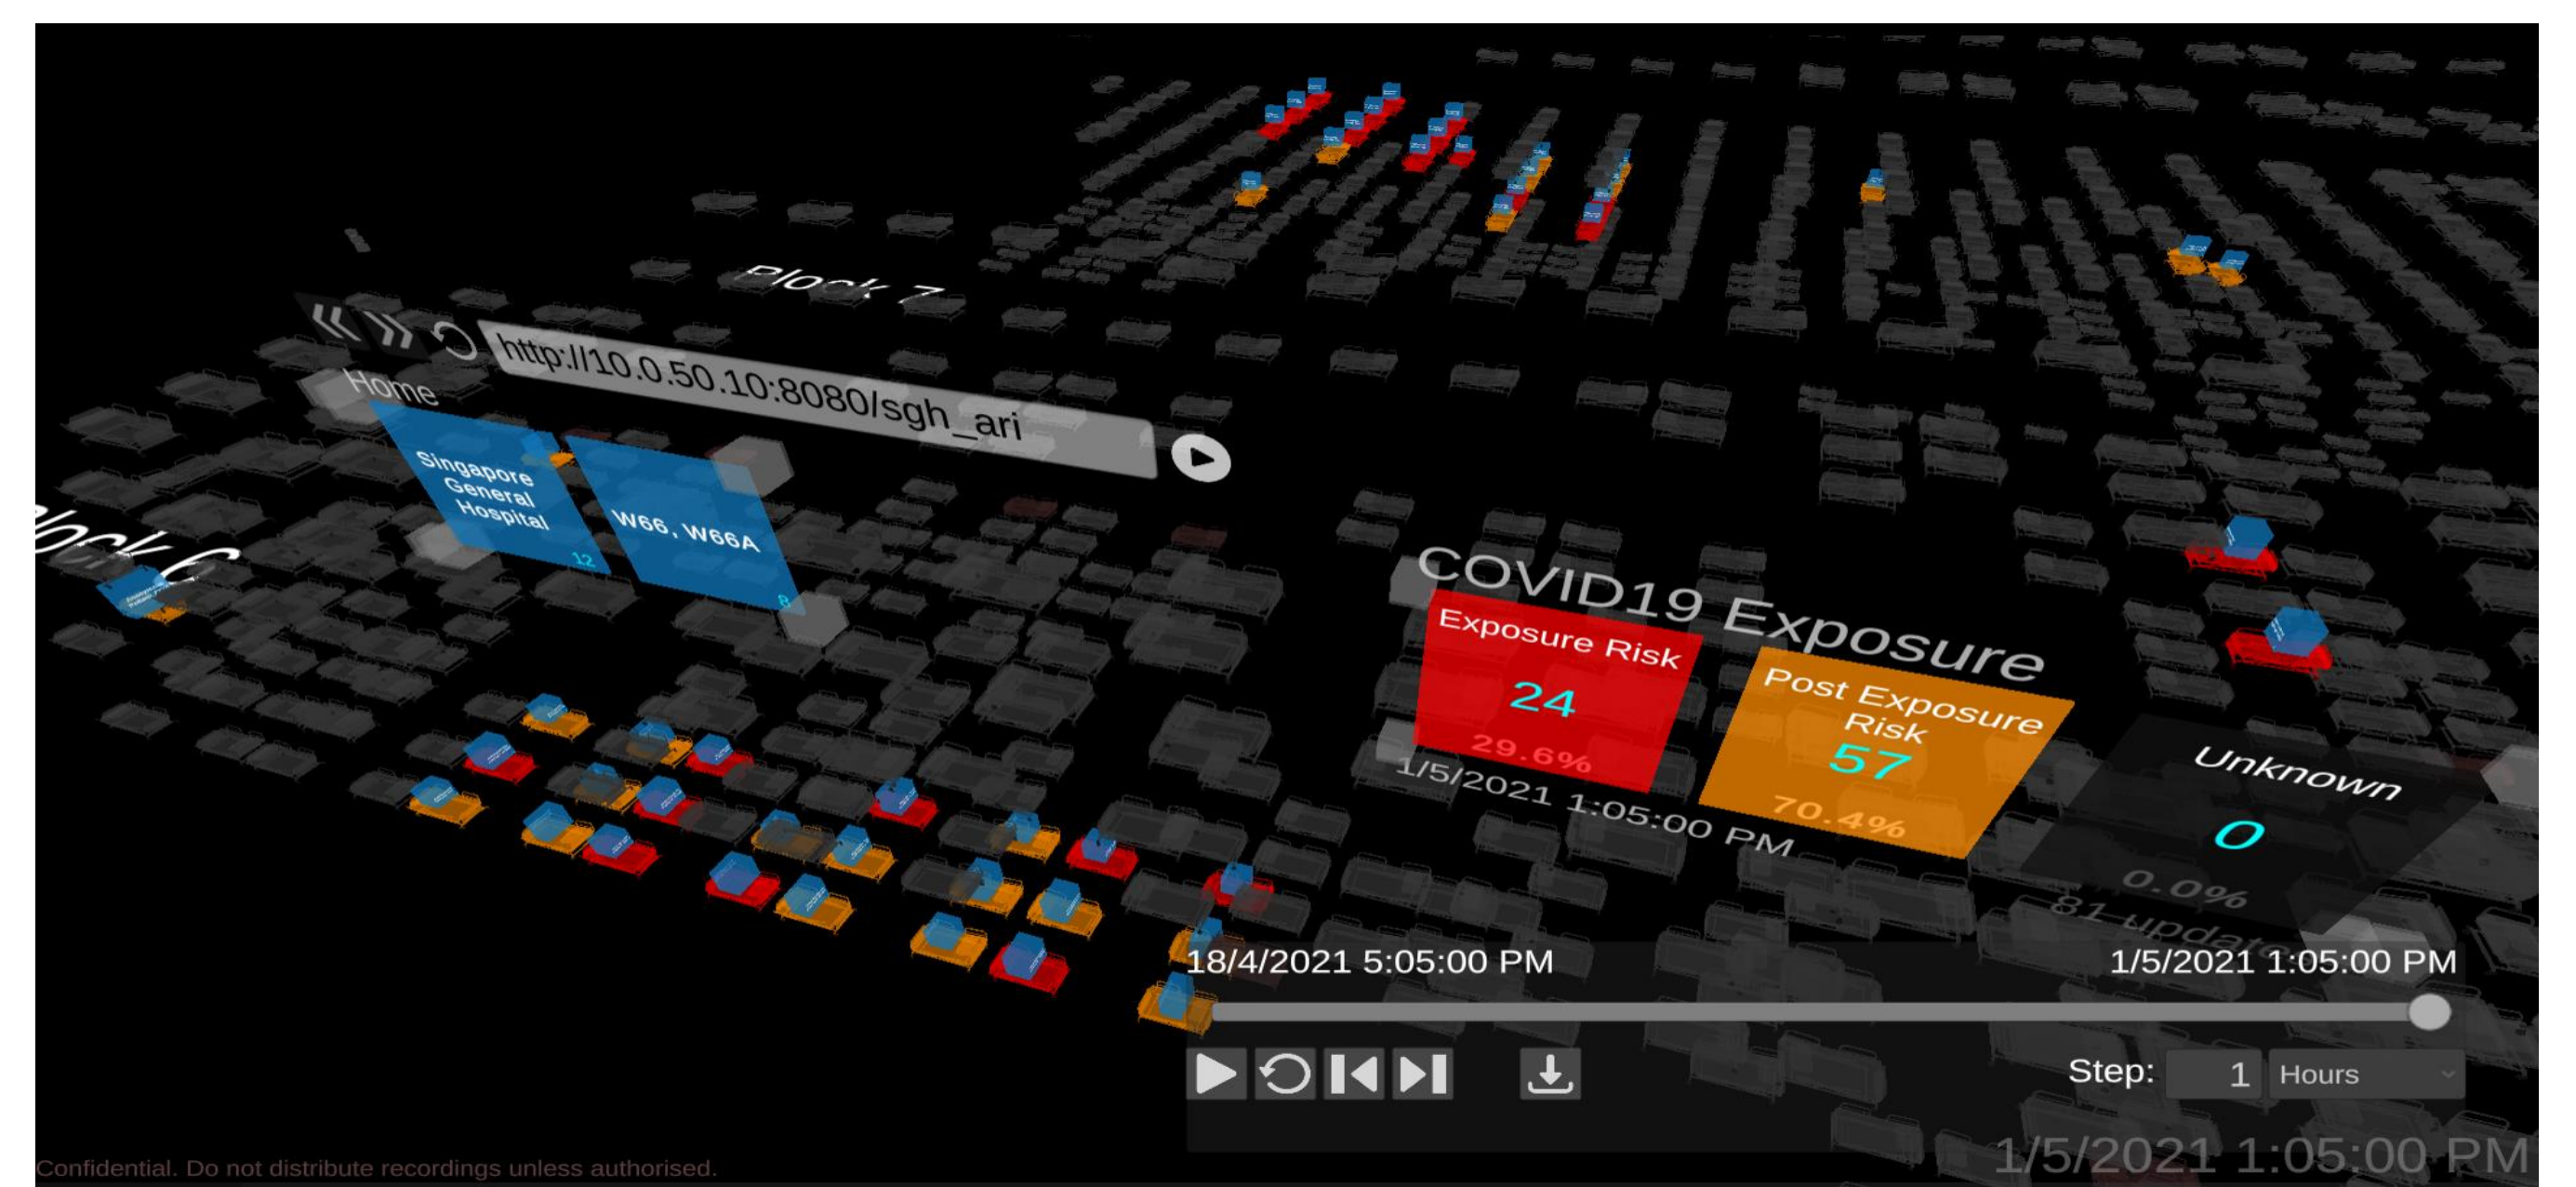 Block 7
http://10.0.50.10:8080/sgh_ari
Home
Singapore
General
Hospital
12
W66, W66A
8
COVID19 Exposure
Exposure Risk
24
29.6%
Post Exposure
Risk
57
70.4%
Unknown
0
0.0%
1/5/2021 1:05:00 PM
81 update
18/4/2021 5:05:00 PM
1/5/2021 1:05:00 PM
Step: 1 Hours
1/5/2021 1:05:00 PM
Confidential. Do not distribute recordings unless authorised.